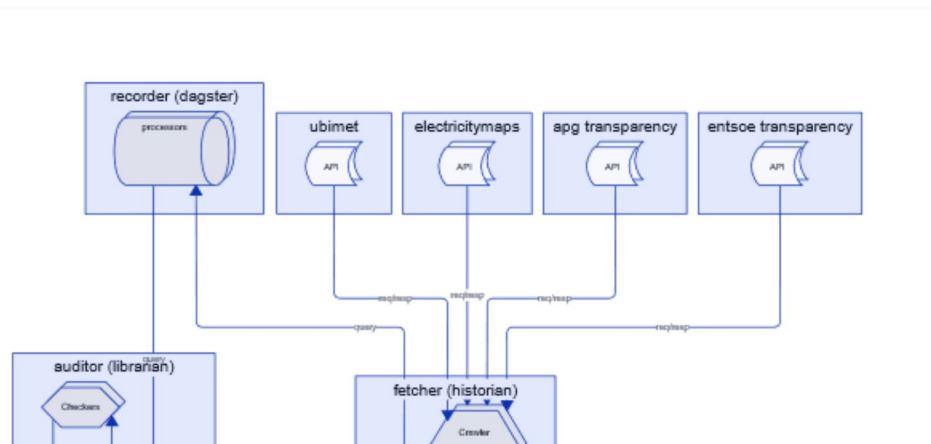 recorder (dagster)
processors
ubimet
API
electricitymaps
API
apg transparency
API
entsoe transparency
API
req/resp
req/resp
req/resp
query
req/resp
query
auditor (librarian)
Checkers
fetcher (historian)
Crawler